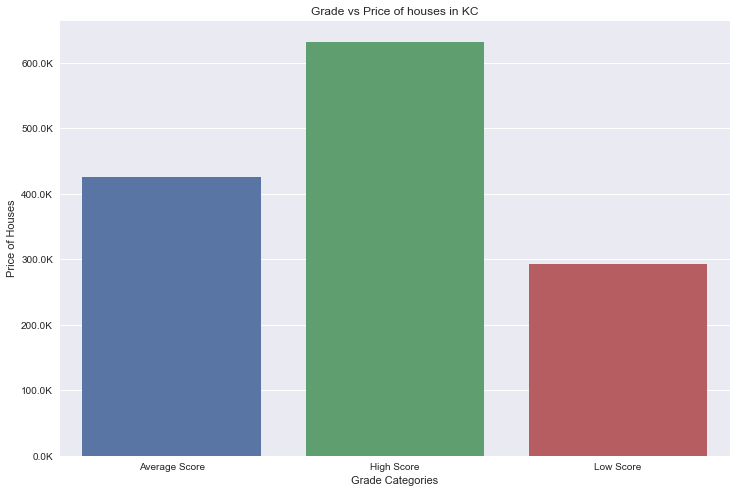 Grade vs Price of houses in KC
Price of Houses
600.0K
500.0K
400.0K
300.0K
200.0K
100.0K
0.0K
Average Score
High Score
Low Score
Grade Categories